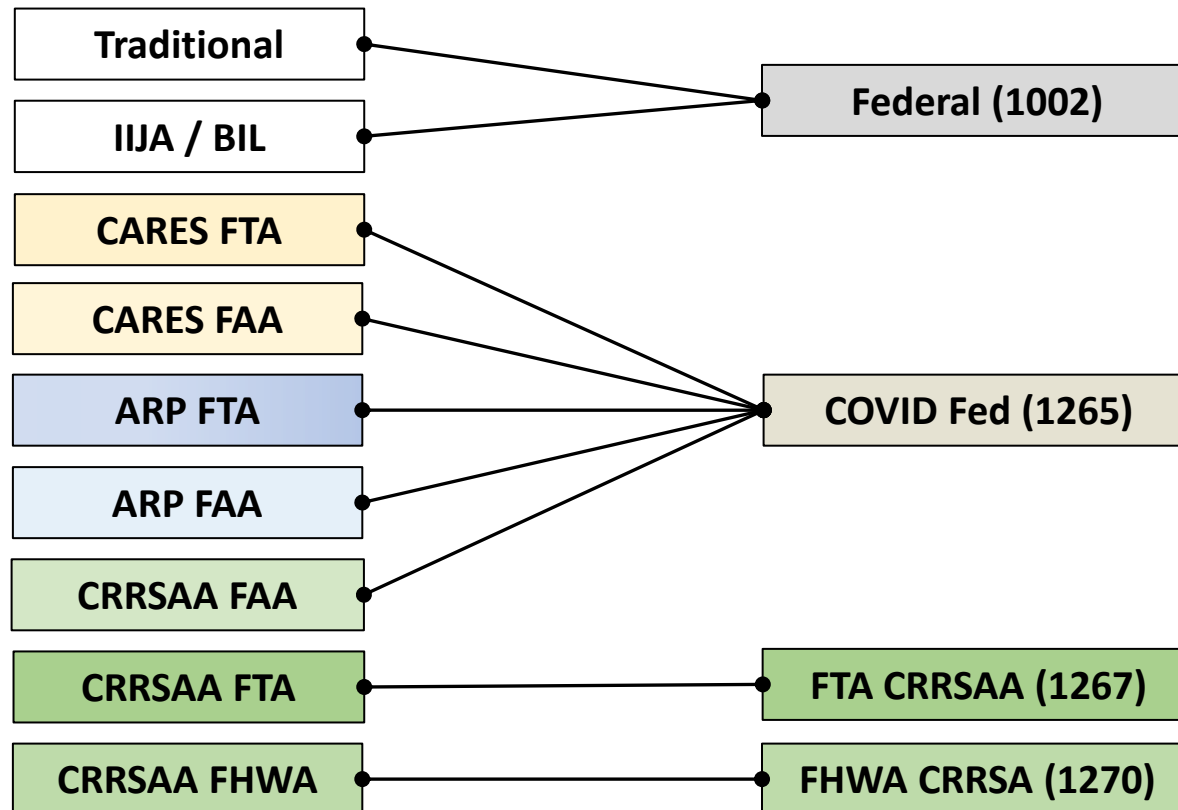 Traditional
IIJA / BIL
CARES FTA
CARES FAA
ARP FTA
ARP FAA
CRRSAA FAA
CRRSAA FTA
CRRSAA FHWA
Federal (1002)
COVID Fed (1265)
FTA CRRSAA (1267)
FHWA CRRSA (1270)